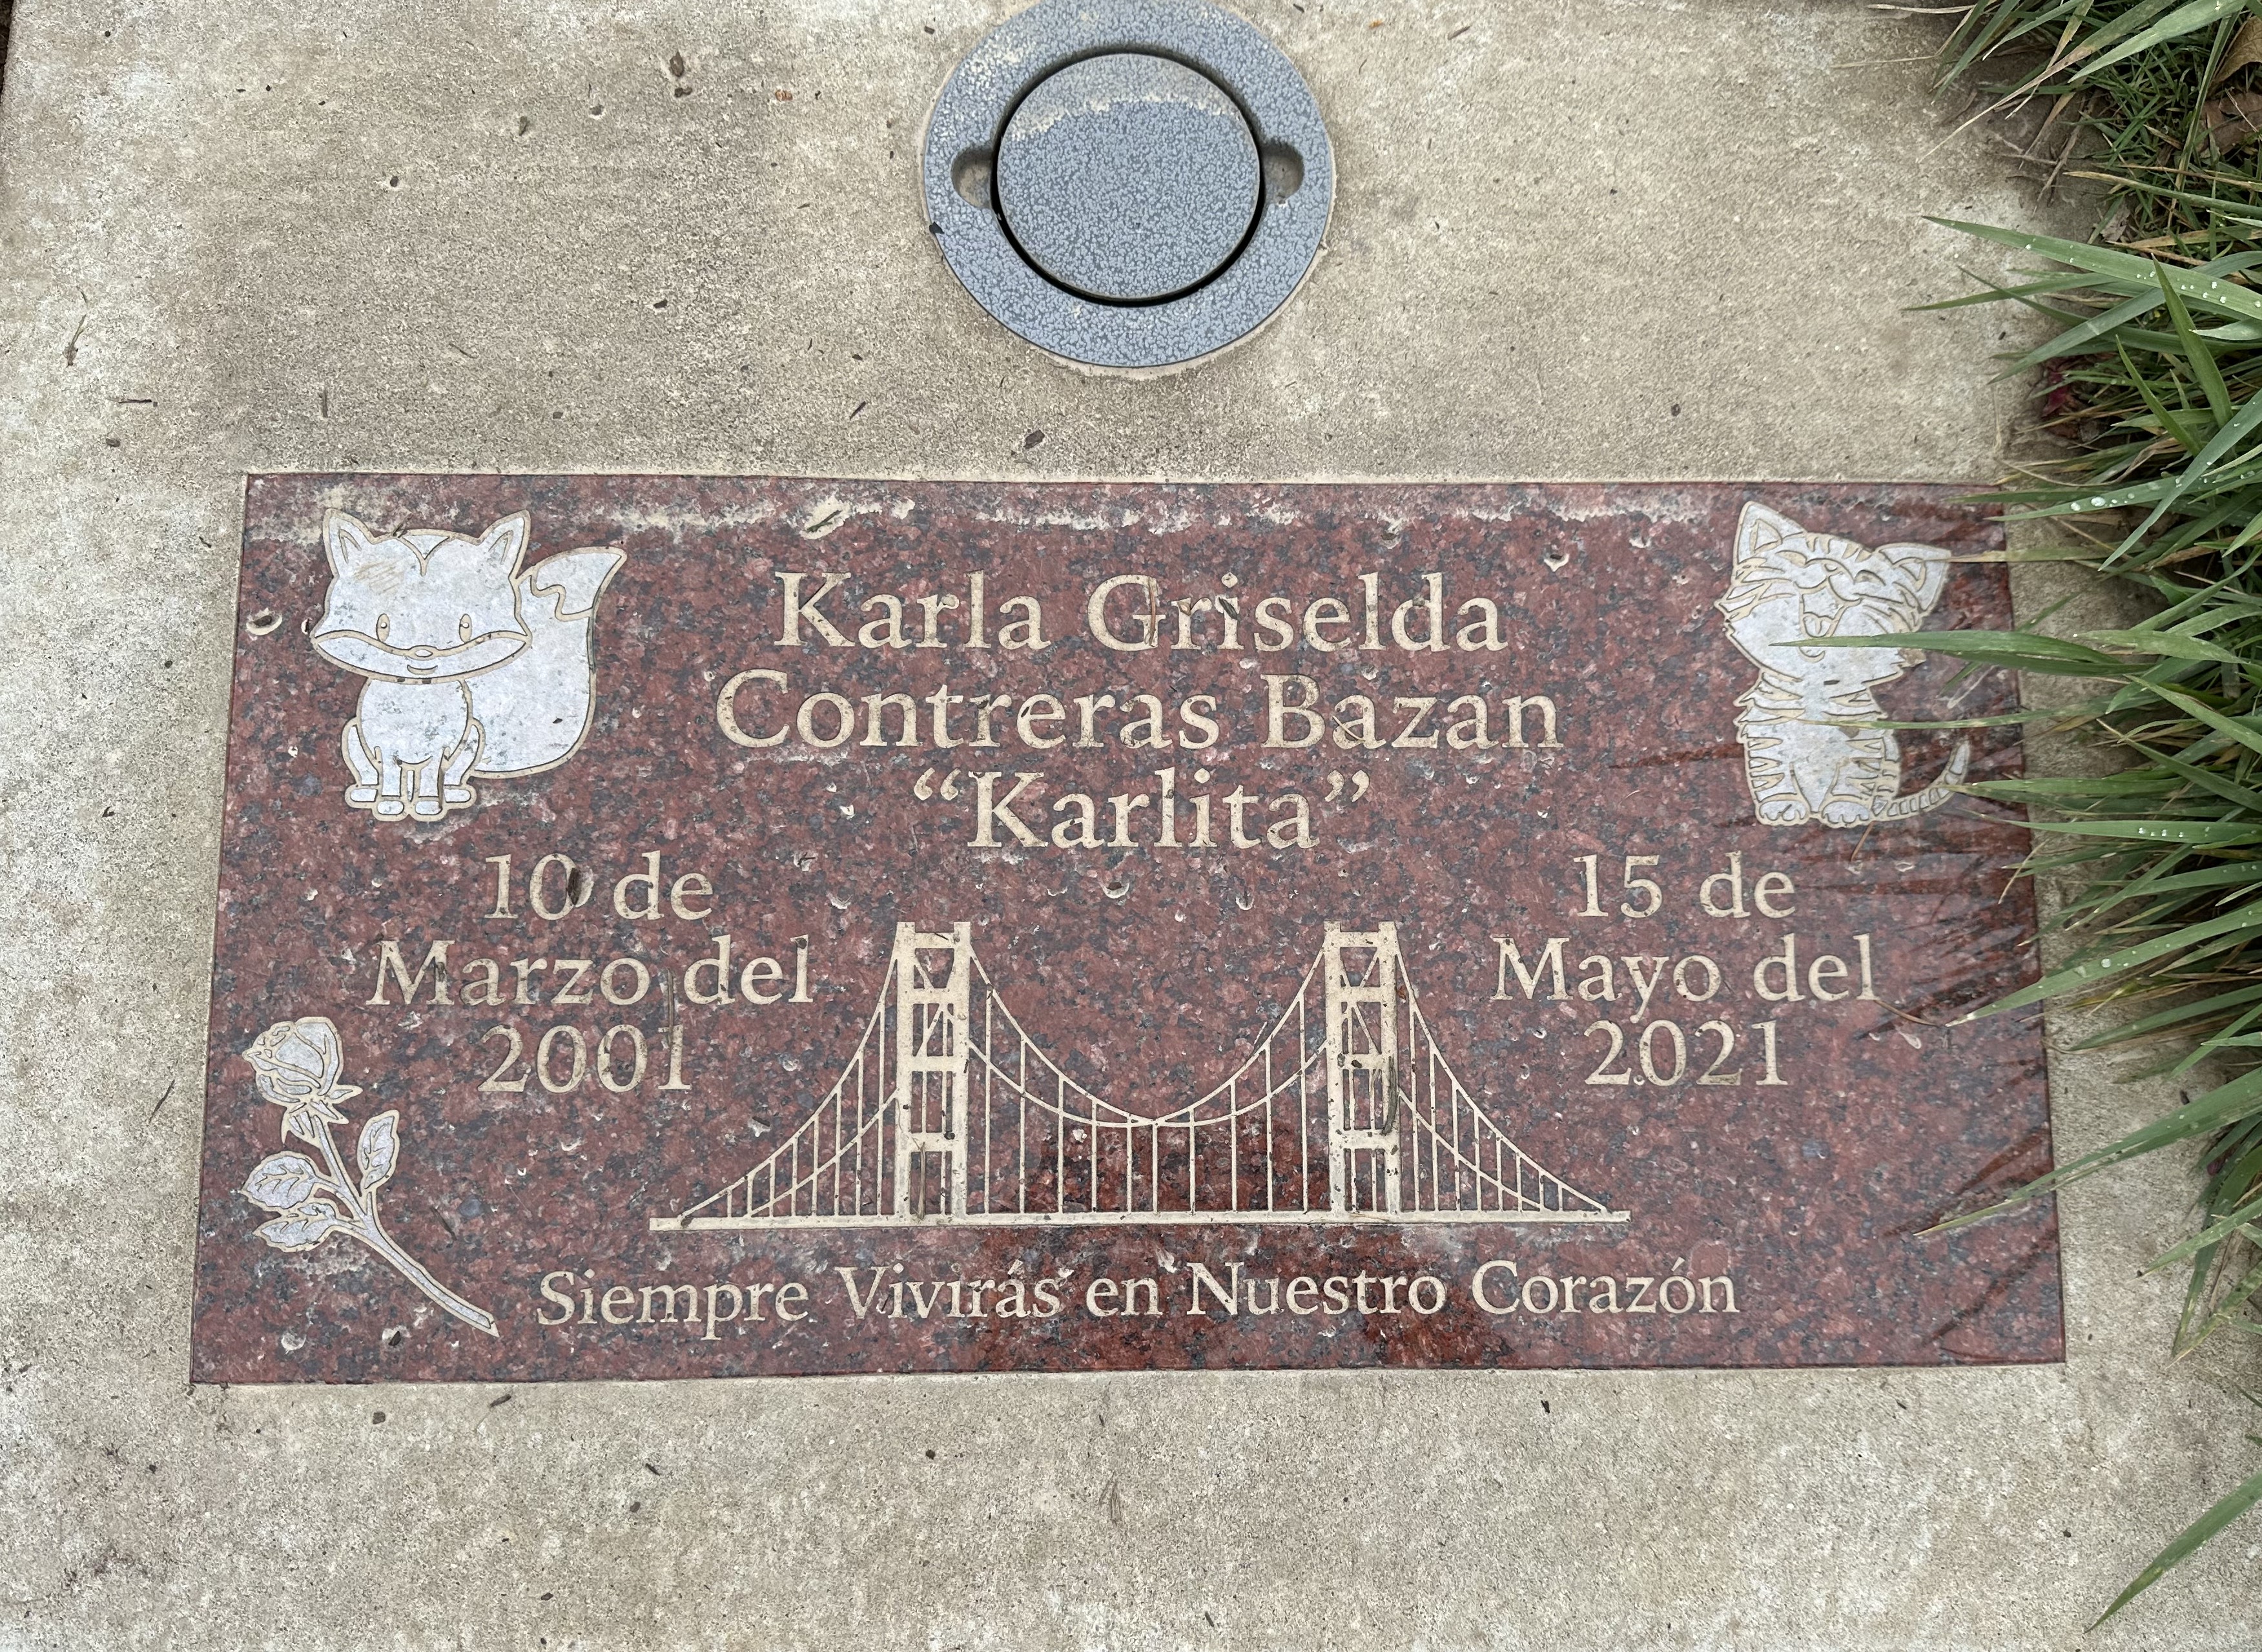 Karla Griselda
Contreras Bazan
“Karlita”
10 de
Marzo del
2001
15 de
Mayo del
2021
Siempre Vivirás en Nuestro Corazón